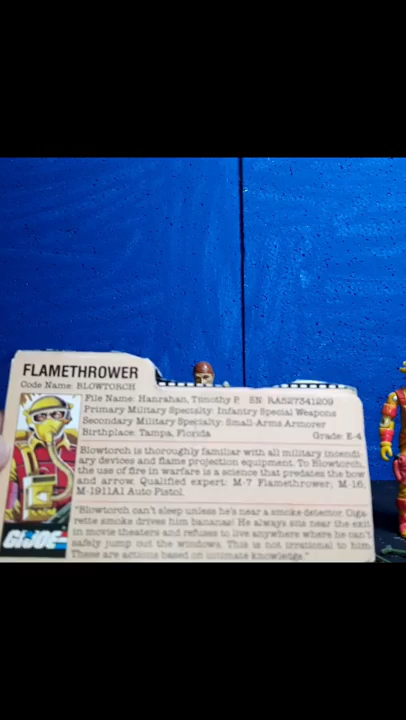 FLAMETHROWER
Code Name: BLOWTORCH
File Name: Hanrahan, Timothy P. SN: RA527341209
Primary Military Specialty: Infantry Special Weapons
Secondary Military Specialty: Small-Arms Armorer
Birthplace: Tampa, Florida Grade: E-4
Blowtorch is thoroughly familiar with all military incendi-
ary devices and flame projection equipment. To Blowtorch,
the use of fire in warfare is a science that predates the bow
and arrow. Qualified expert: M-7 Flamethrower; M-16;
M-1911A1 Auto Pistol.
"Blowtorch can't sleep unless he's near a smoke detector. Ciga-
rette smoke drives him bananas! He always sits near the exit
in movie theaters and refuses to live anywhere where he can't
safely jump out the windows. This is not irrational to him.
These are actions based on intimate knowledge."
GI JOE